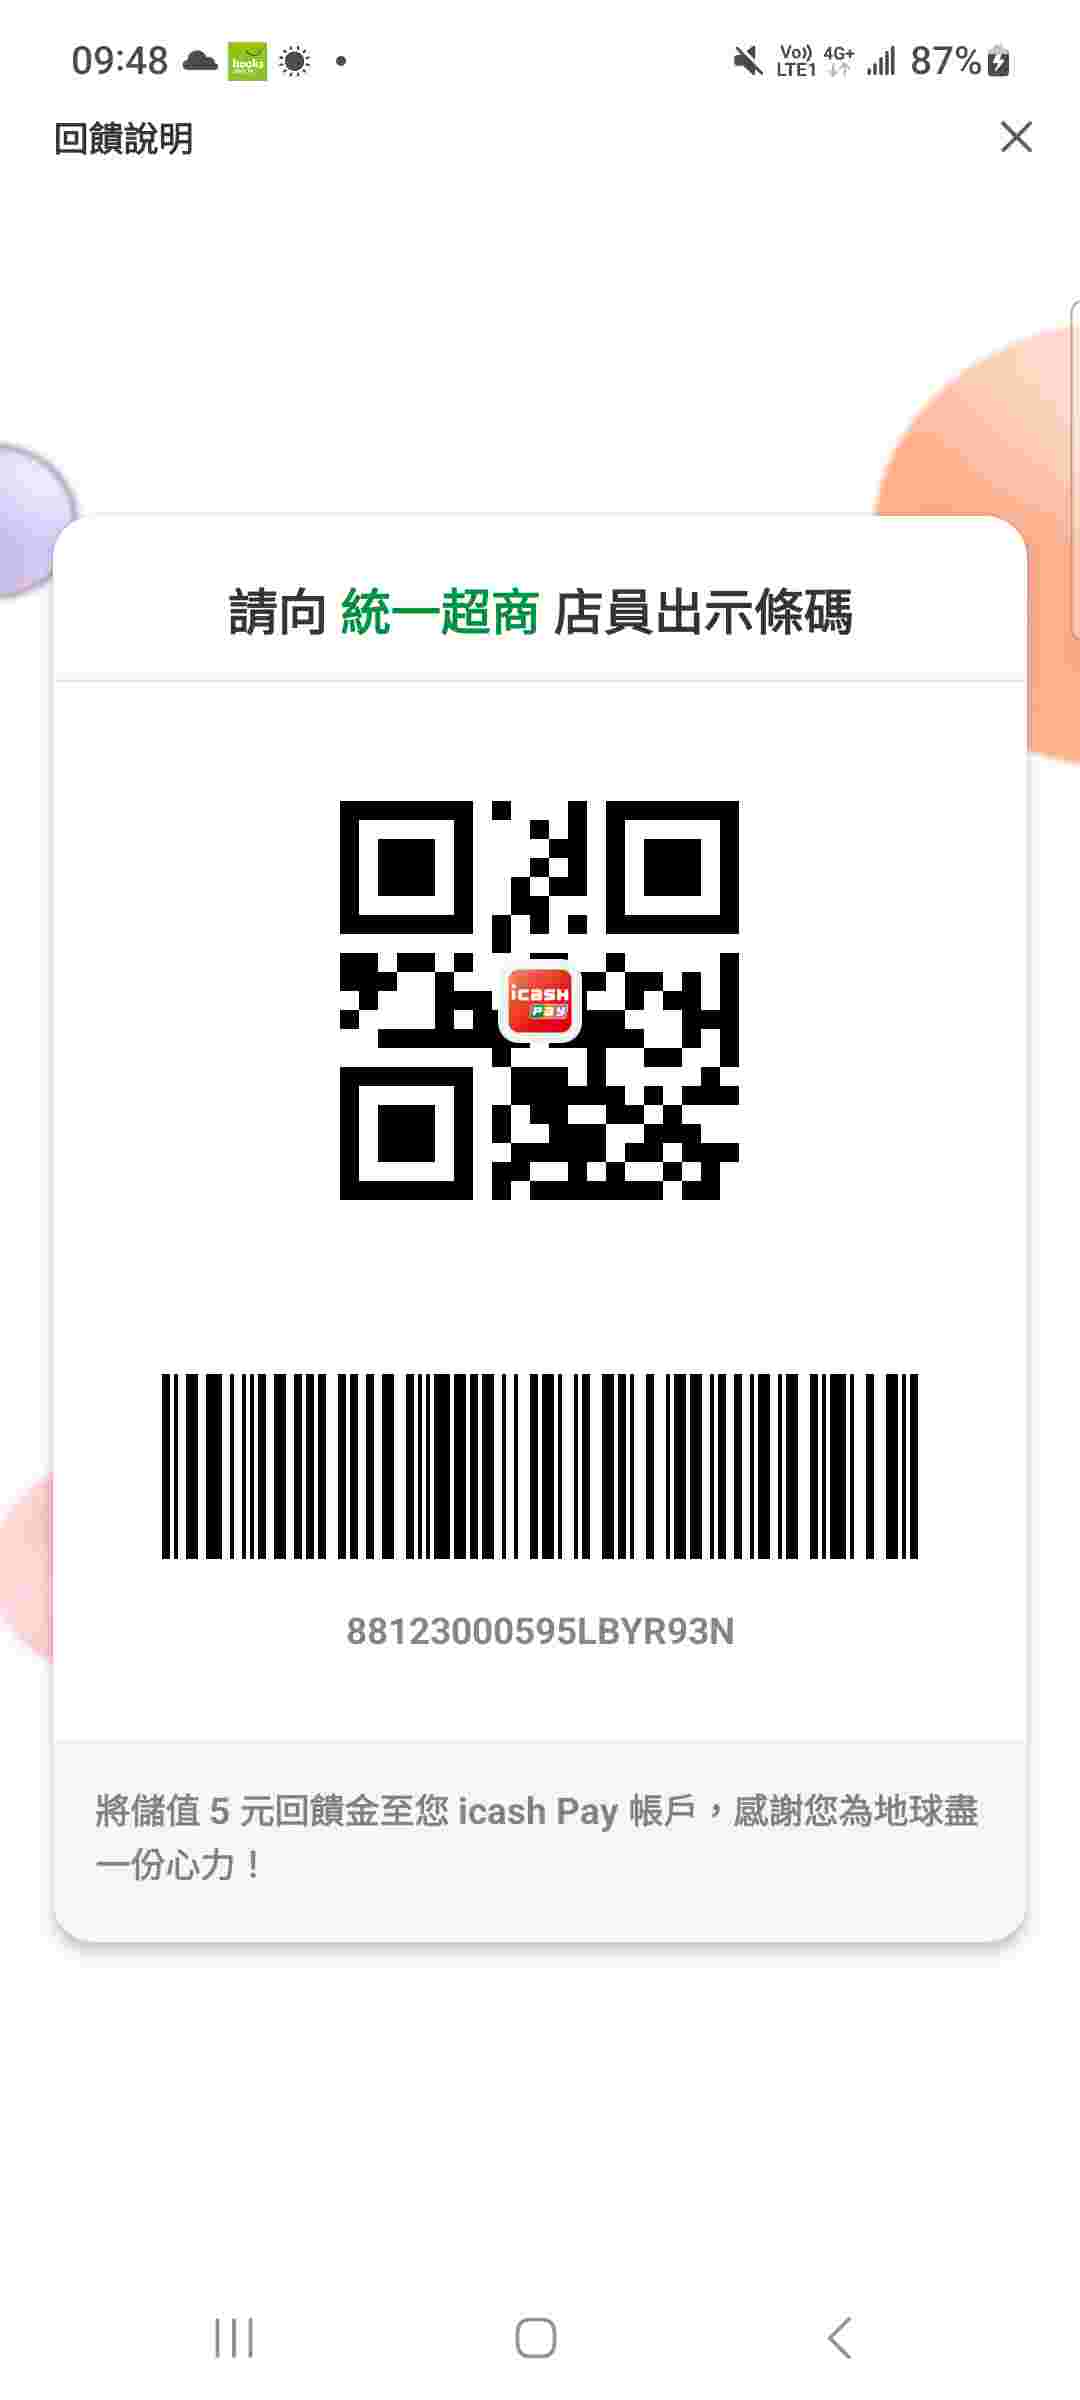 09:48
books
Vo)) 4G+
LTE1
87%
回饋說明
請向 統一超商 店員出示條碼
icash
Pay
88123000595LBYR93N
將儲值 5 元回饋金至您 icash Pay 帳戶，感謝您為地球盡
一份心力！